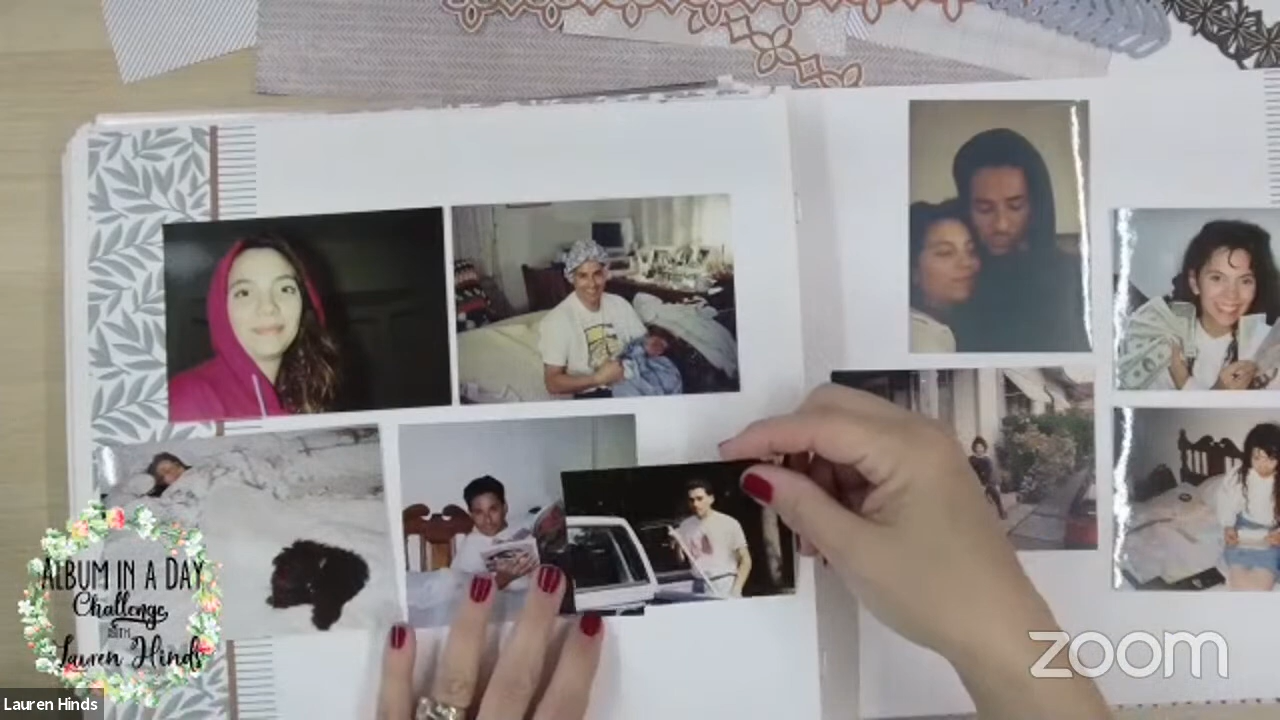 ALBUM IN A DAY
Challenge
WITH
Lauren Hinds
Lauren Hinds
zoom